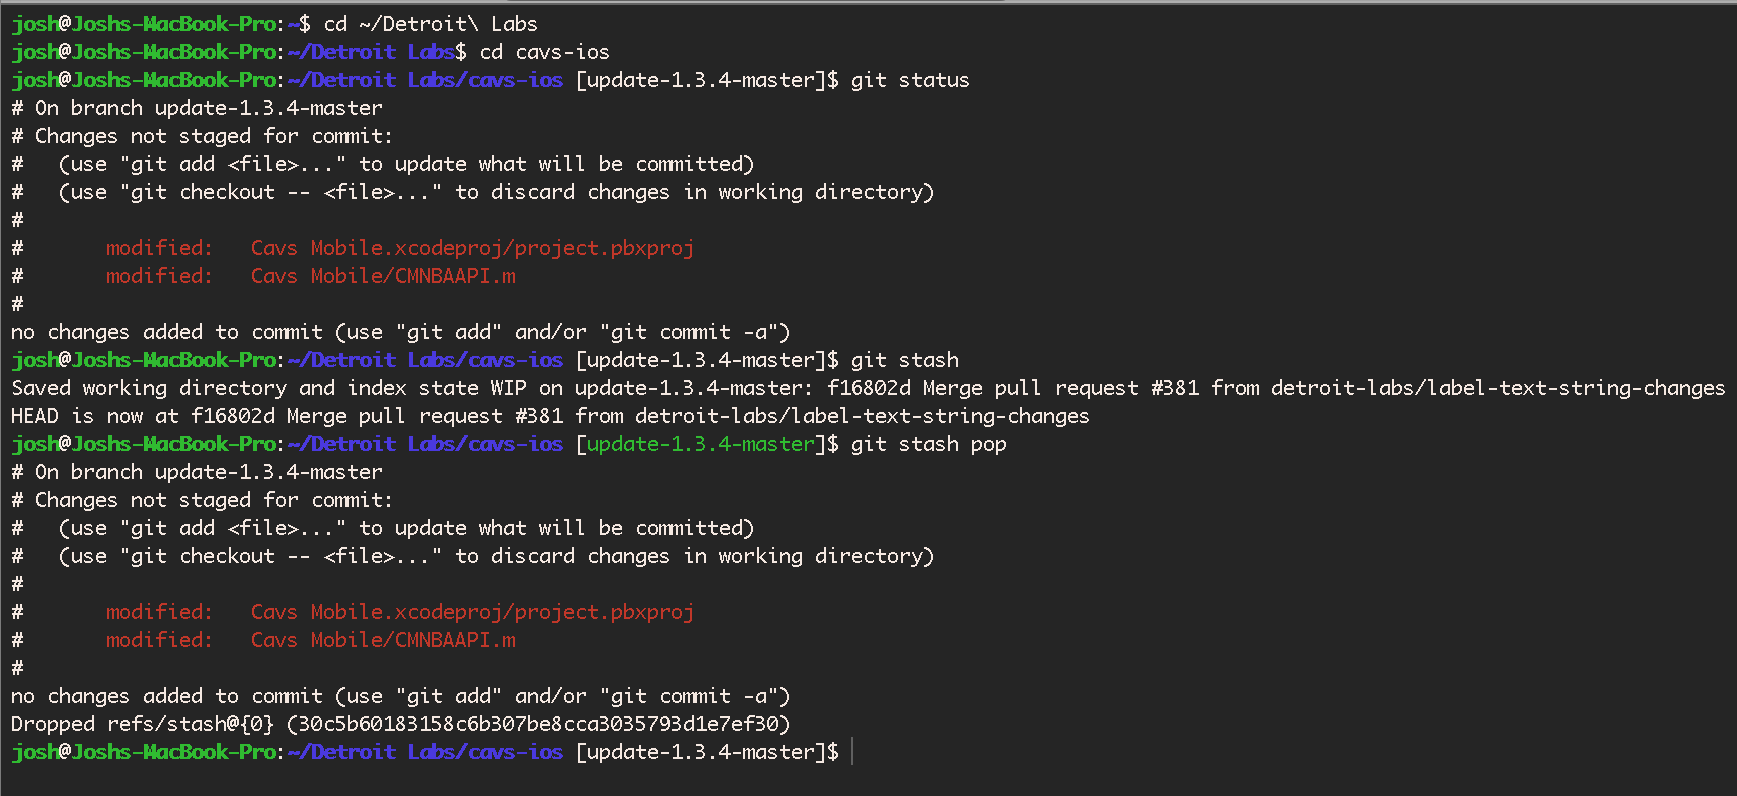 josh@Joshs-MacBook-Pro:~$ cd ~/Detroit\ Labs
josh@Joshs-MacBook-Pro:~/Detroit Labs$ cd cavs-ios
josh@Joshs-MacBook-Pro:~/Detroit Labs/cavs-ios [update-1.3.4-master]$ git status
# On branch update-1.3.4-master
# Changes not staged for commit:
#   (use "git add <file>..." to update what will be committed)
#   (use "git checkout -- <file>..." to discard changes in working directory)
#
#       modified:   Cavs Mobile.xcodeproj/project.pbxproj
#       modified:   Cavs Mobile/CMNBAAPI.m
#
no changes added to commit (use "git add" and/or "git commit -a")
josh@Joshs-MacBook-Pro:~/Detroit Labs/cavs-ios [update-1.3.4-master]$ git stash
Saved working directory and index state WIP on update-1.3.4-master: f16802d Merge pull request #381 from detroit-labs/label-text-string-changes
HEAD is now at f16802d Merge pull request #381 from detroit-labs/label-text-string-changes
josh@Joshs-MacBook-Pro:~/Detroit Labs/cavs-ios [update-1.3.4-master]$ git stash pop
# On branch update-1.3.4-master
# Changes not staged for commit:
#   (use "git add <file>..." to update what will be committed)
#   (use "git checkout -- <file>..." to discard changes in working directory)
#
#       modified:   Cavs Mobile.xcodeproj/project.pbxproj
#       modified:   Cavs Mobile/CMNBAAPI.m
#
no changes added to commit (use "git add" and/or "git commit -a")
Dropped refs/stash@{0} (30c5b60183158c6b307be8cca3035793d1e7ef30)
josh@Joshs-MacBook-Pro:~/Detroit Labs/cavs-ios [update-1.3.4-master]$